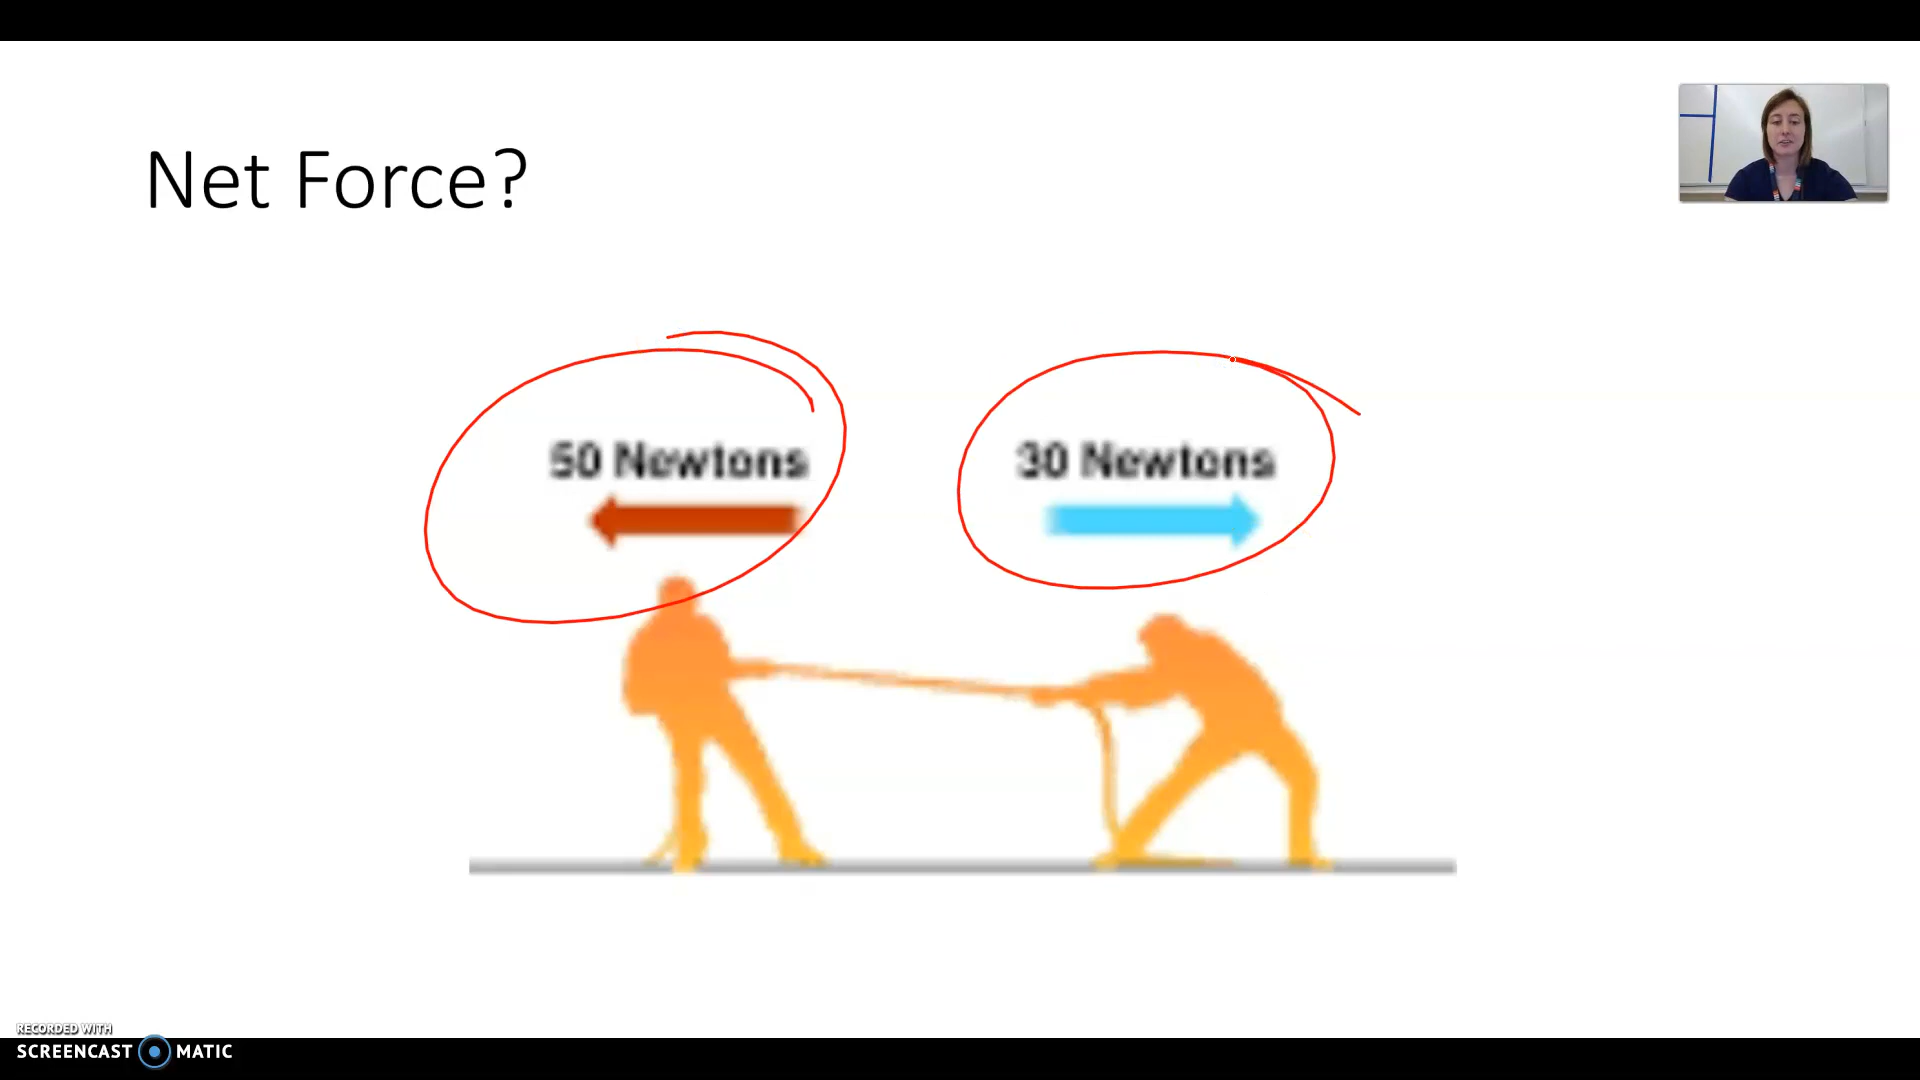 Net Force?
50 Newtons
30 Newtons
RECORDED WITH
SCREENCAST MATIC